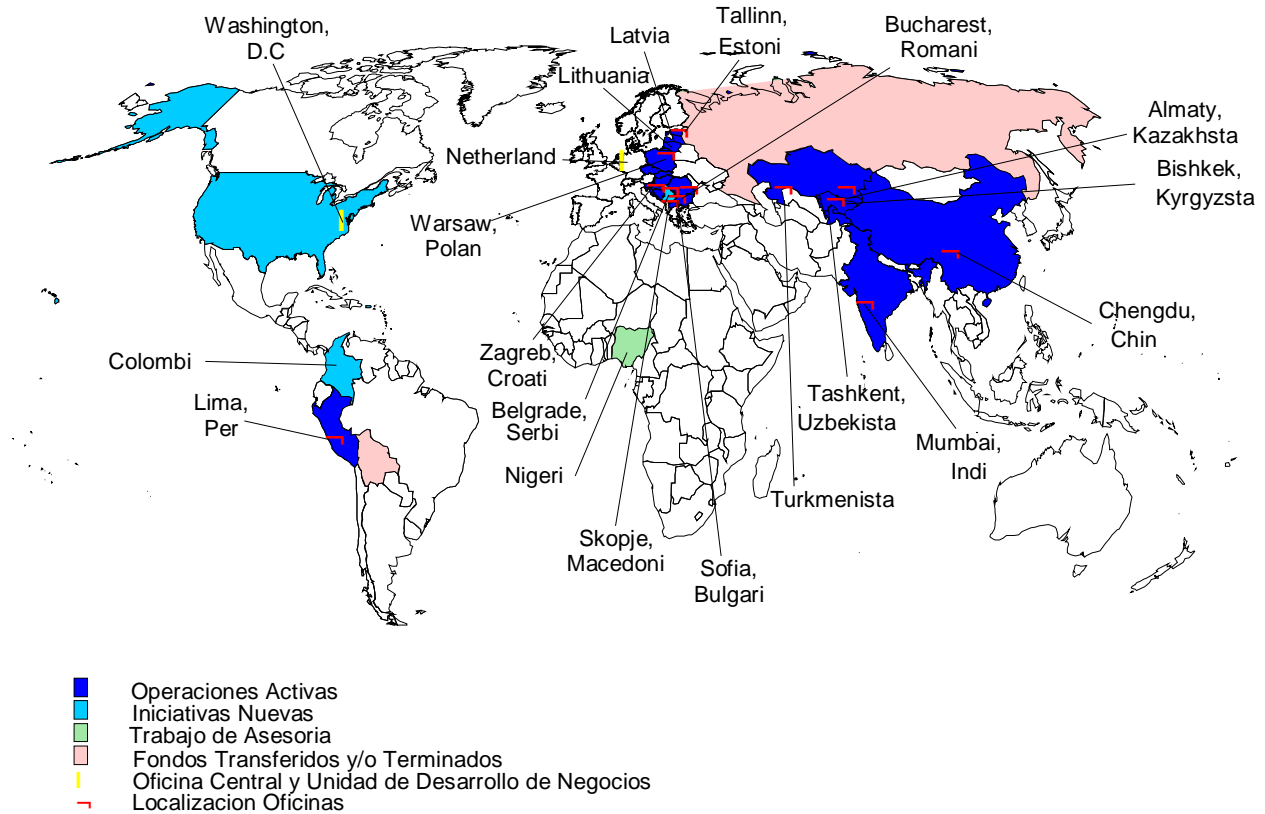 Washington,
D.C
Latvia
Tallinn,
Estoni
Bucharest,
Romani
Lithuania
Almaty,
Kazakhsta
Netherland
Bishkek,
Kyrgyzsta
Warsaw,
Polan
Chengdu,
Chin
Colombi
Zagreb,
Croati
Lima,
Per
Belgrade,
Serbi
Tashkent,
Uzbekista
Mumbai,
Indi
Nigeri
Turkmenista
Skopje,
Macedoni
Sofia,
Bulgari
Operaciones Activas
Iniciativas Nuevas
Trabajo de Asesoria
Fondos Transferidos y/o Terminados
Oficina Central y Unidad de Desarrollo de Negocios
Localizacion Oficinas